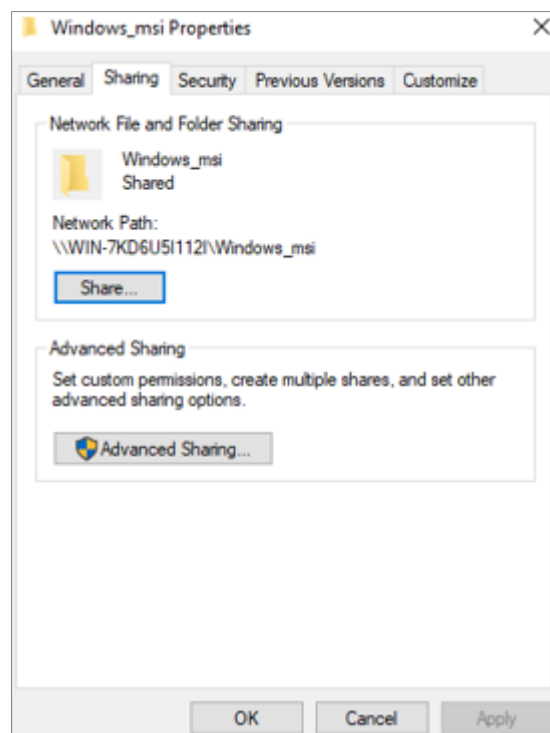 Windows_msi Properties
General Sharing Security Previous Versions Customize
Network File and Folder Sharing
Windows_msi
Shared
Network Path:
\\WIN-7KD6U5I112I\Windows_msi
Share...
Advanced Sharing
Set custom permissions, create multiple shares, and set other
advanced sharing options.
Advanced Sharing...
OK Cancel Apply